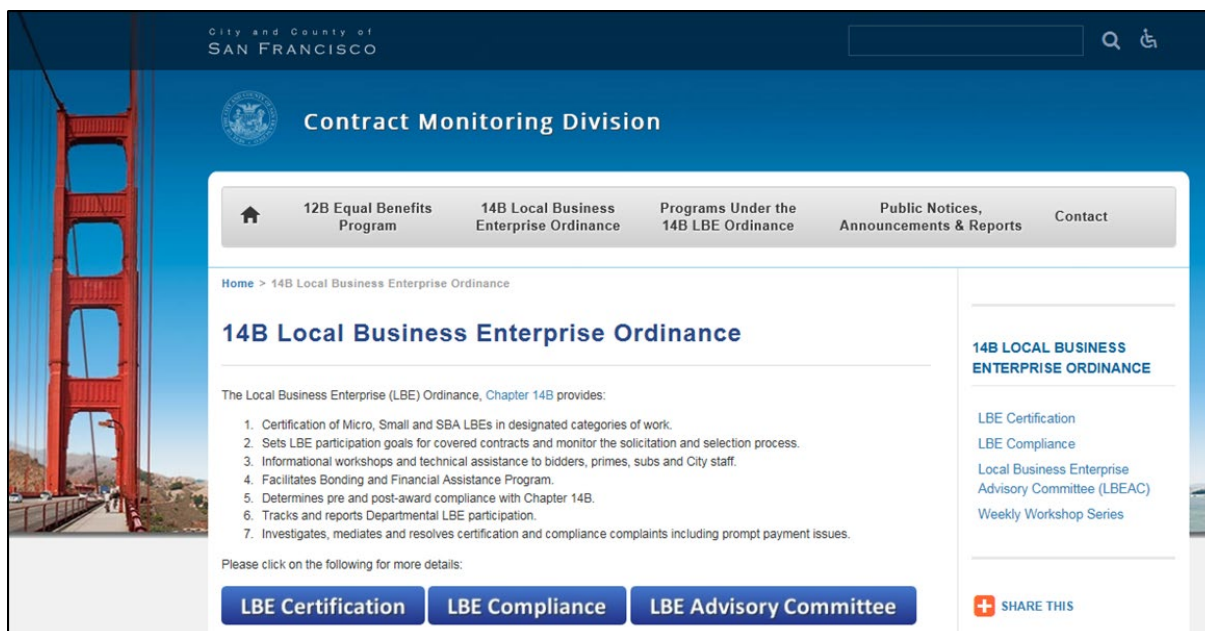 City and County of
SAN FRANCISCO
Contract Monitoring Division
12B Equal Benefits Program
14B Local Business Enterprise Ordinance
Programs Under the 14B LBE Ordinance
Public Notices, Announcements & Reports
Contact
Home > 14B Local Business Enterprise Ordinance
14B Local Business Enterprise Ordinance
The Local Business Enterprise (LBE) Ordinance, Chapter 14B provides:
1. Certification of Micro, Small and SBA LBEs in designated categories of work.
2. Sets LBE participation goals for covered contracts and monitor the solicitation and selection process.
3. Informational workshops and technical assistance to bidders, primes, subs and City staff.
4. Facilitates Bonding and Financial Assistance Program.
5. Determines pre and post-award compliance with Chapter 14B.
6. Tracks and reports Departmental LBE participation.
7. Investigates, mediates and resolves certification and compliance complaints including prompt payment issues.
Please click on the following for more details:
LBE Certification
LBE Compliance
LBE Advisory Committee
14B LOCAL BUSINESS
ENTERPRISE ORDINANCE
LBE Certification
LBE Compliance
Local Business Enterprise
Advisory Committee (LBEAC)
Weekly Workshop Series
SHARE THIS